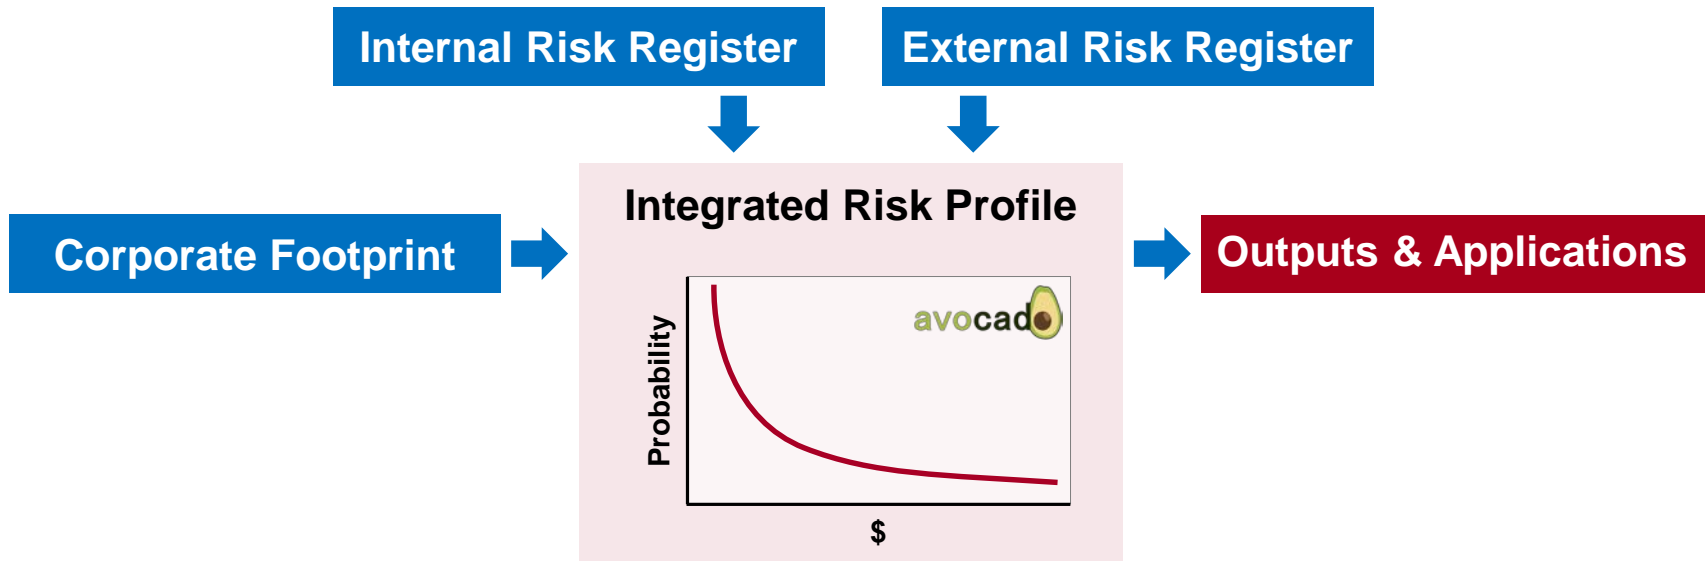 Internal Risk Register
External Risk Register
Integrated Risk Profile
Corporate Footprint
Outputs & Applications
avocado
Probability
$